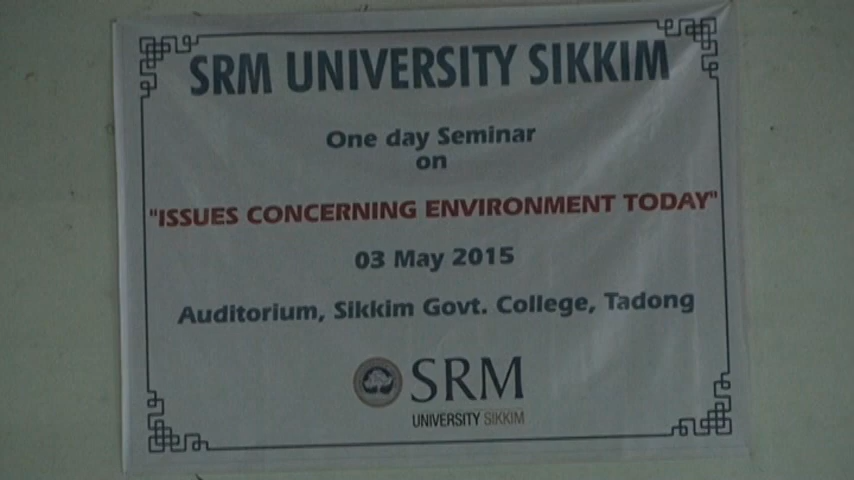 SRM UNIVERSITY SIKKIM
One day Seminar
on
"ISSUES CONCERNING ENVIRONMENT TODAY"
03 May 2015
Auditorium, Sikkim Govt. College, Tadong
SRM
UNIVERSITY SIKKIM